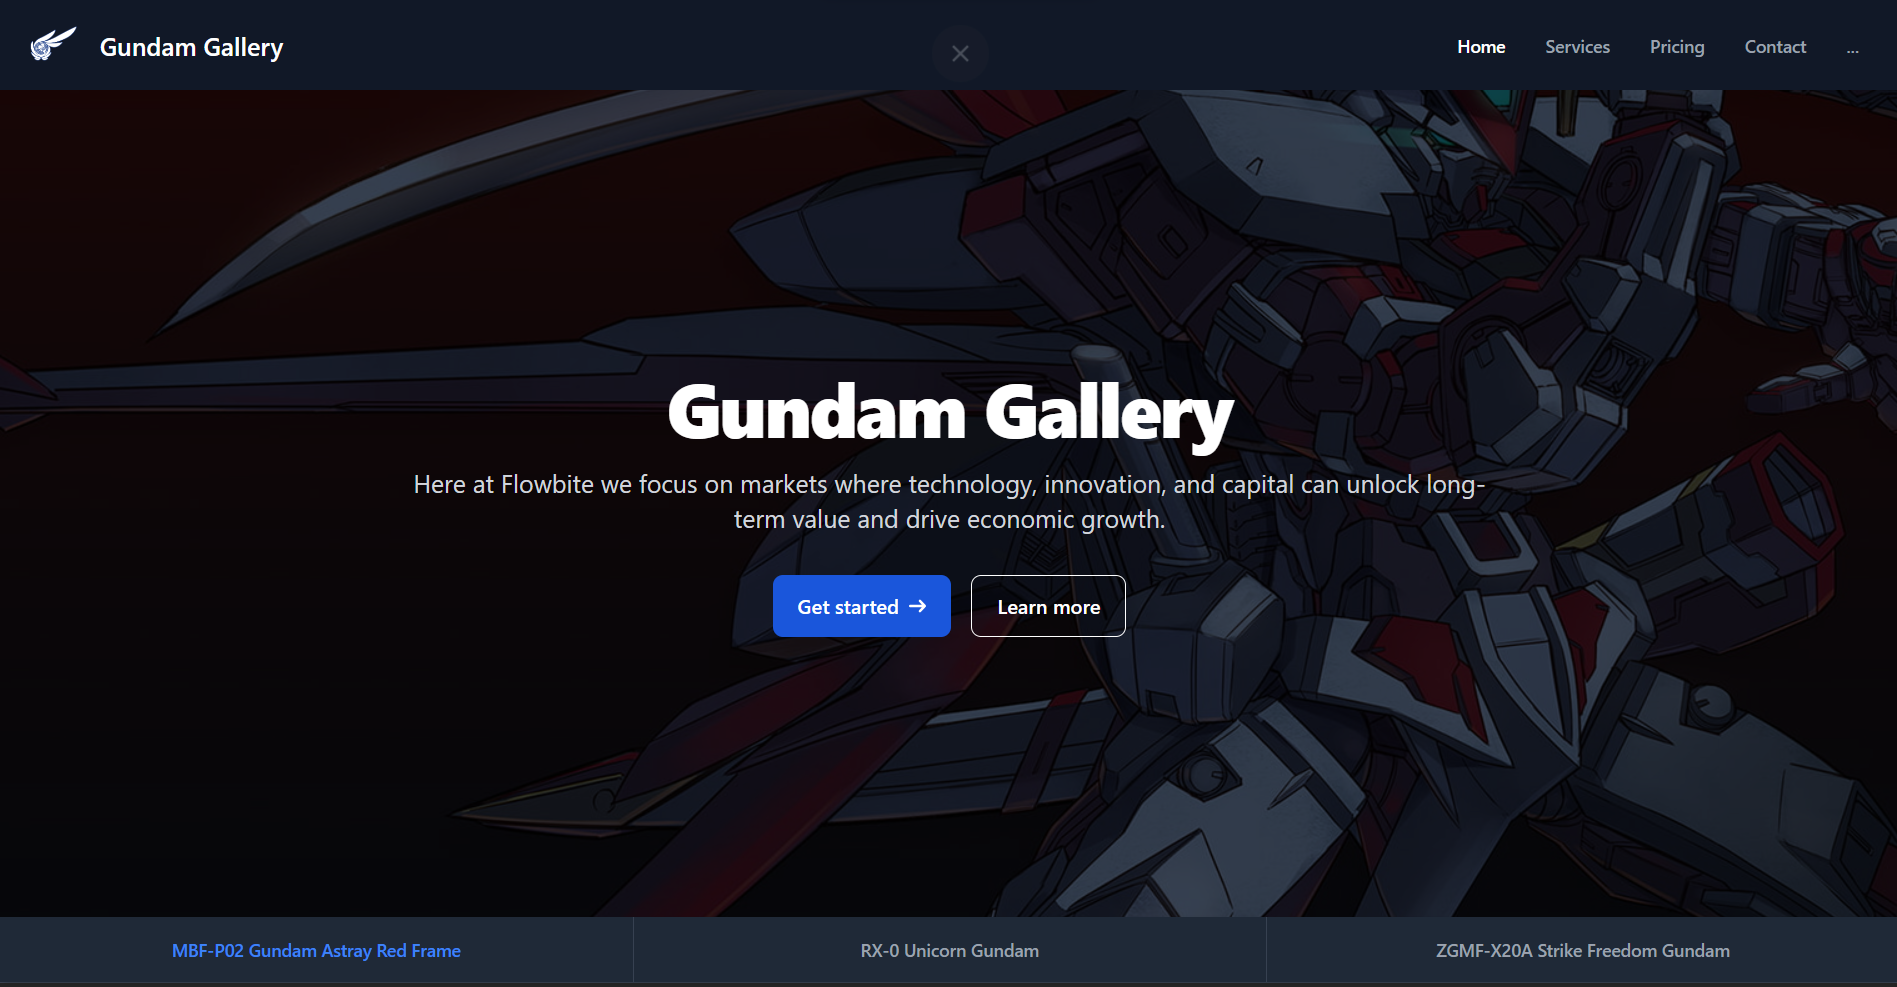 Gundam Gallery
Home Services Pricing Contact ...
Gundam Gallery
Here at Flowbite we focus on markets where technology, innovation, and capital can unlock long-
term value and drive economic growth.
Get started → Learn more
MBF-P02 Gundam Astray Red Frame
RX-0 Unicorn Gundam
ZGMF-X20A Strike Freedom Gundam